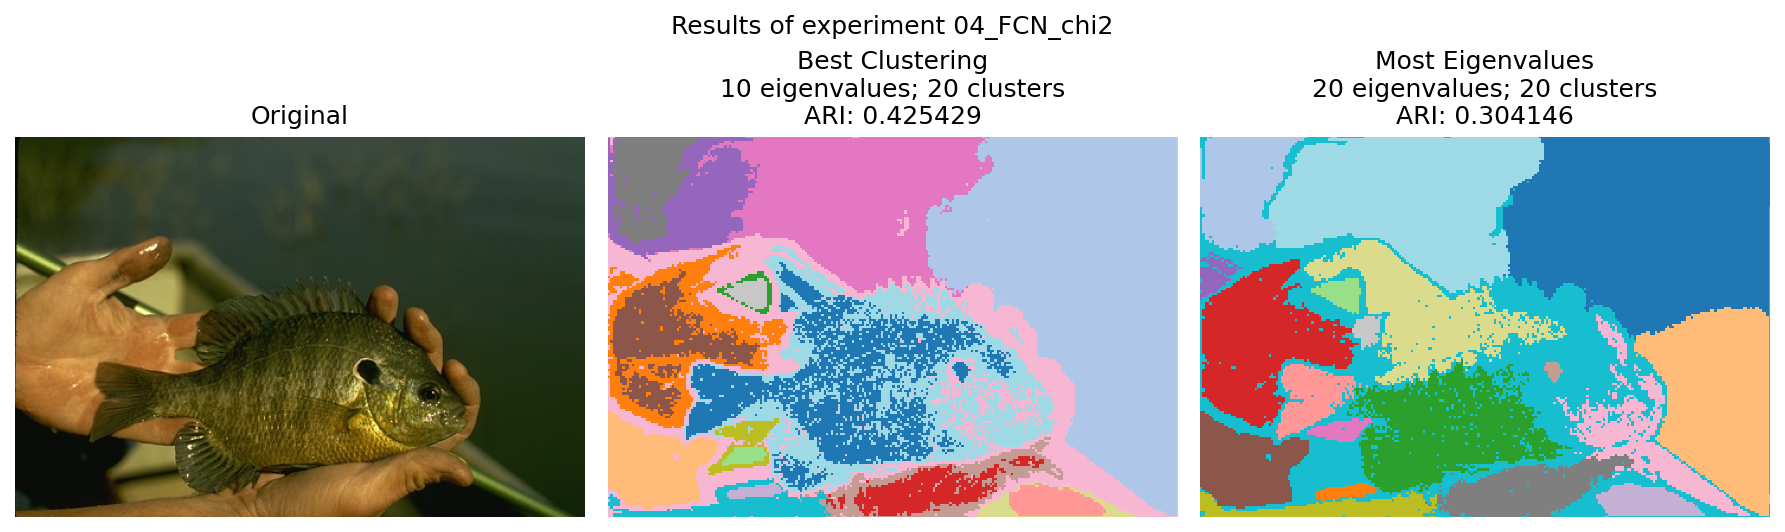 Results of experiment 04_FCN_chi2
Original
Best Clustering
10 eigenvalues; 20 clusters
ARI: 0.425429
Most Eigenvalues
20 eigenvalues; 20 clusters
ARI: 0.304146